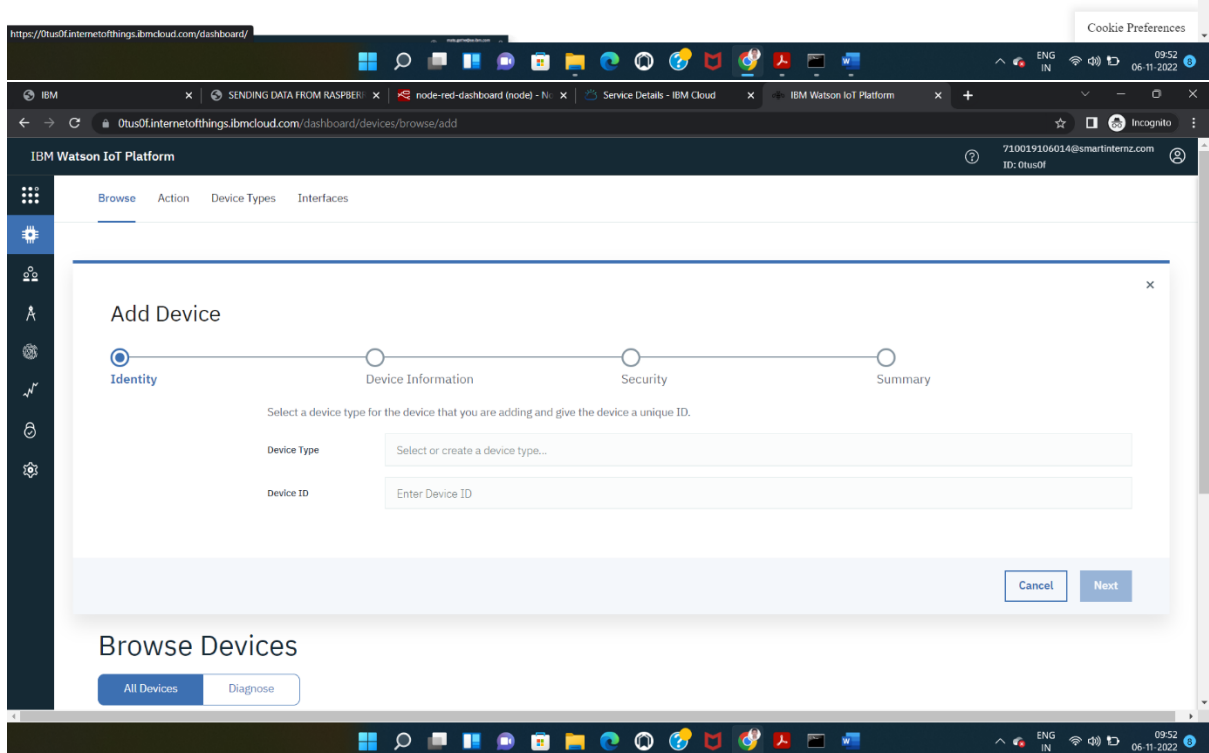 Cookie Preferences
https://0tus0f.internetofthings.ibmcloud.com/dashboard/
ENG
IN
09:52
06-11-2022
8
IBM
SENDING DATA FROM RASPBER
node-red-dashboard (node) - No
Service Details - IBM Cloud
IBM Watson IoT Platform
0tus0f.internetofthings.ibmcloud.com/dashboard/devices/browse/add
Incognito
IBM Watson IoT Platform
710019106014@smartinternz.com
ID: 0tus0f
Browse Action Device Types Interfaces
Add Device
Identity Device Information Security Summary
Select a device type for the device that you are adding and give the device a unique ID.
Device Type Select or create a device type...
Device ID Enter Device ID
Cancel Next
Browse Devices
All Devices Diagnose
ENG
IN
09:52
06-11-2022
8